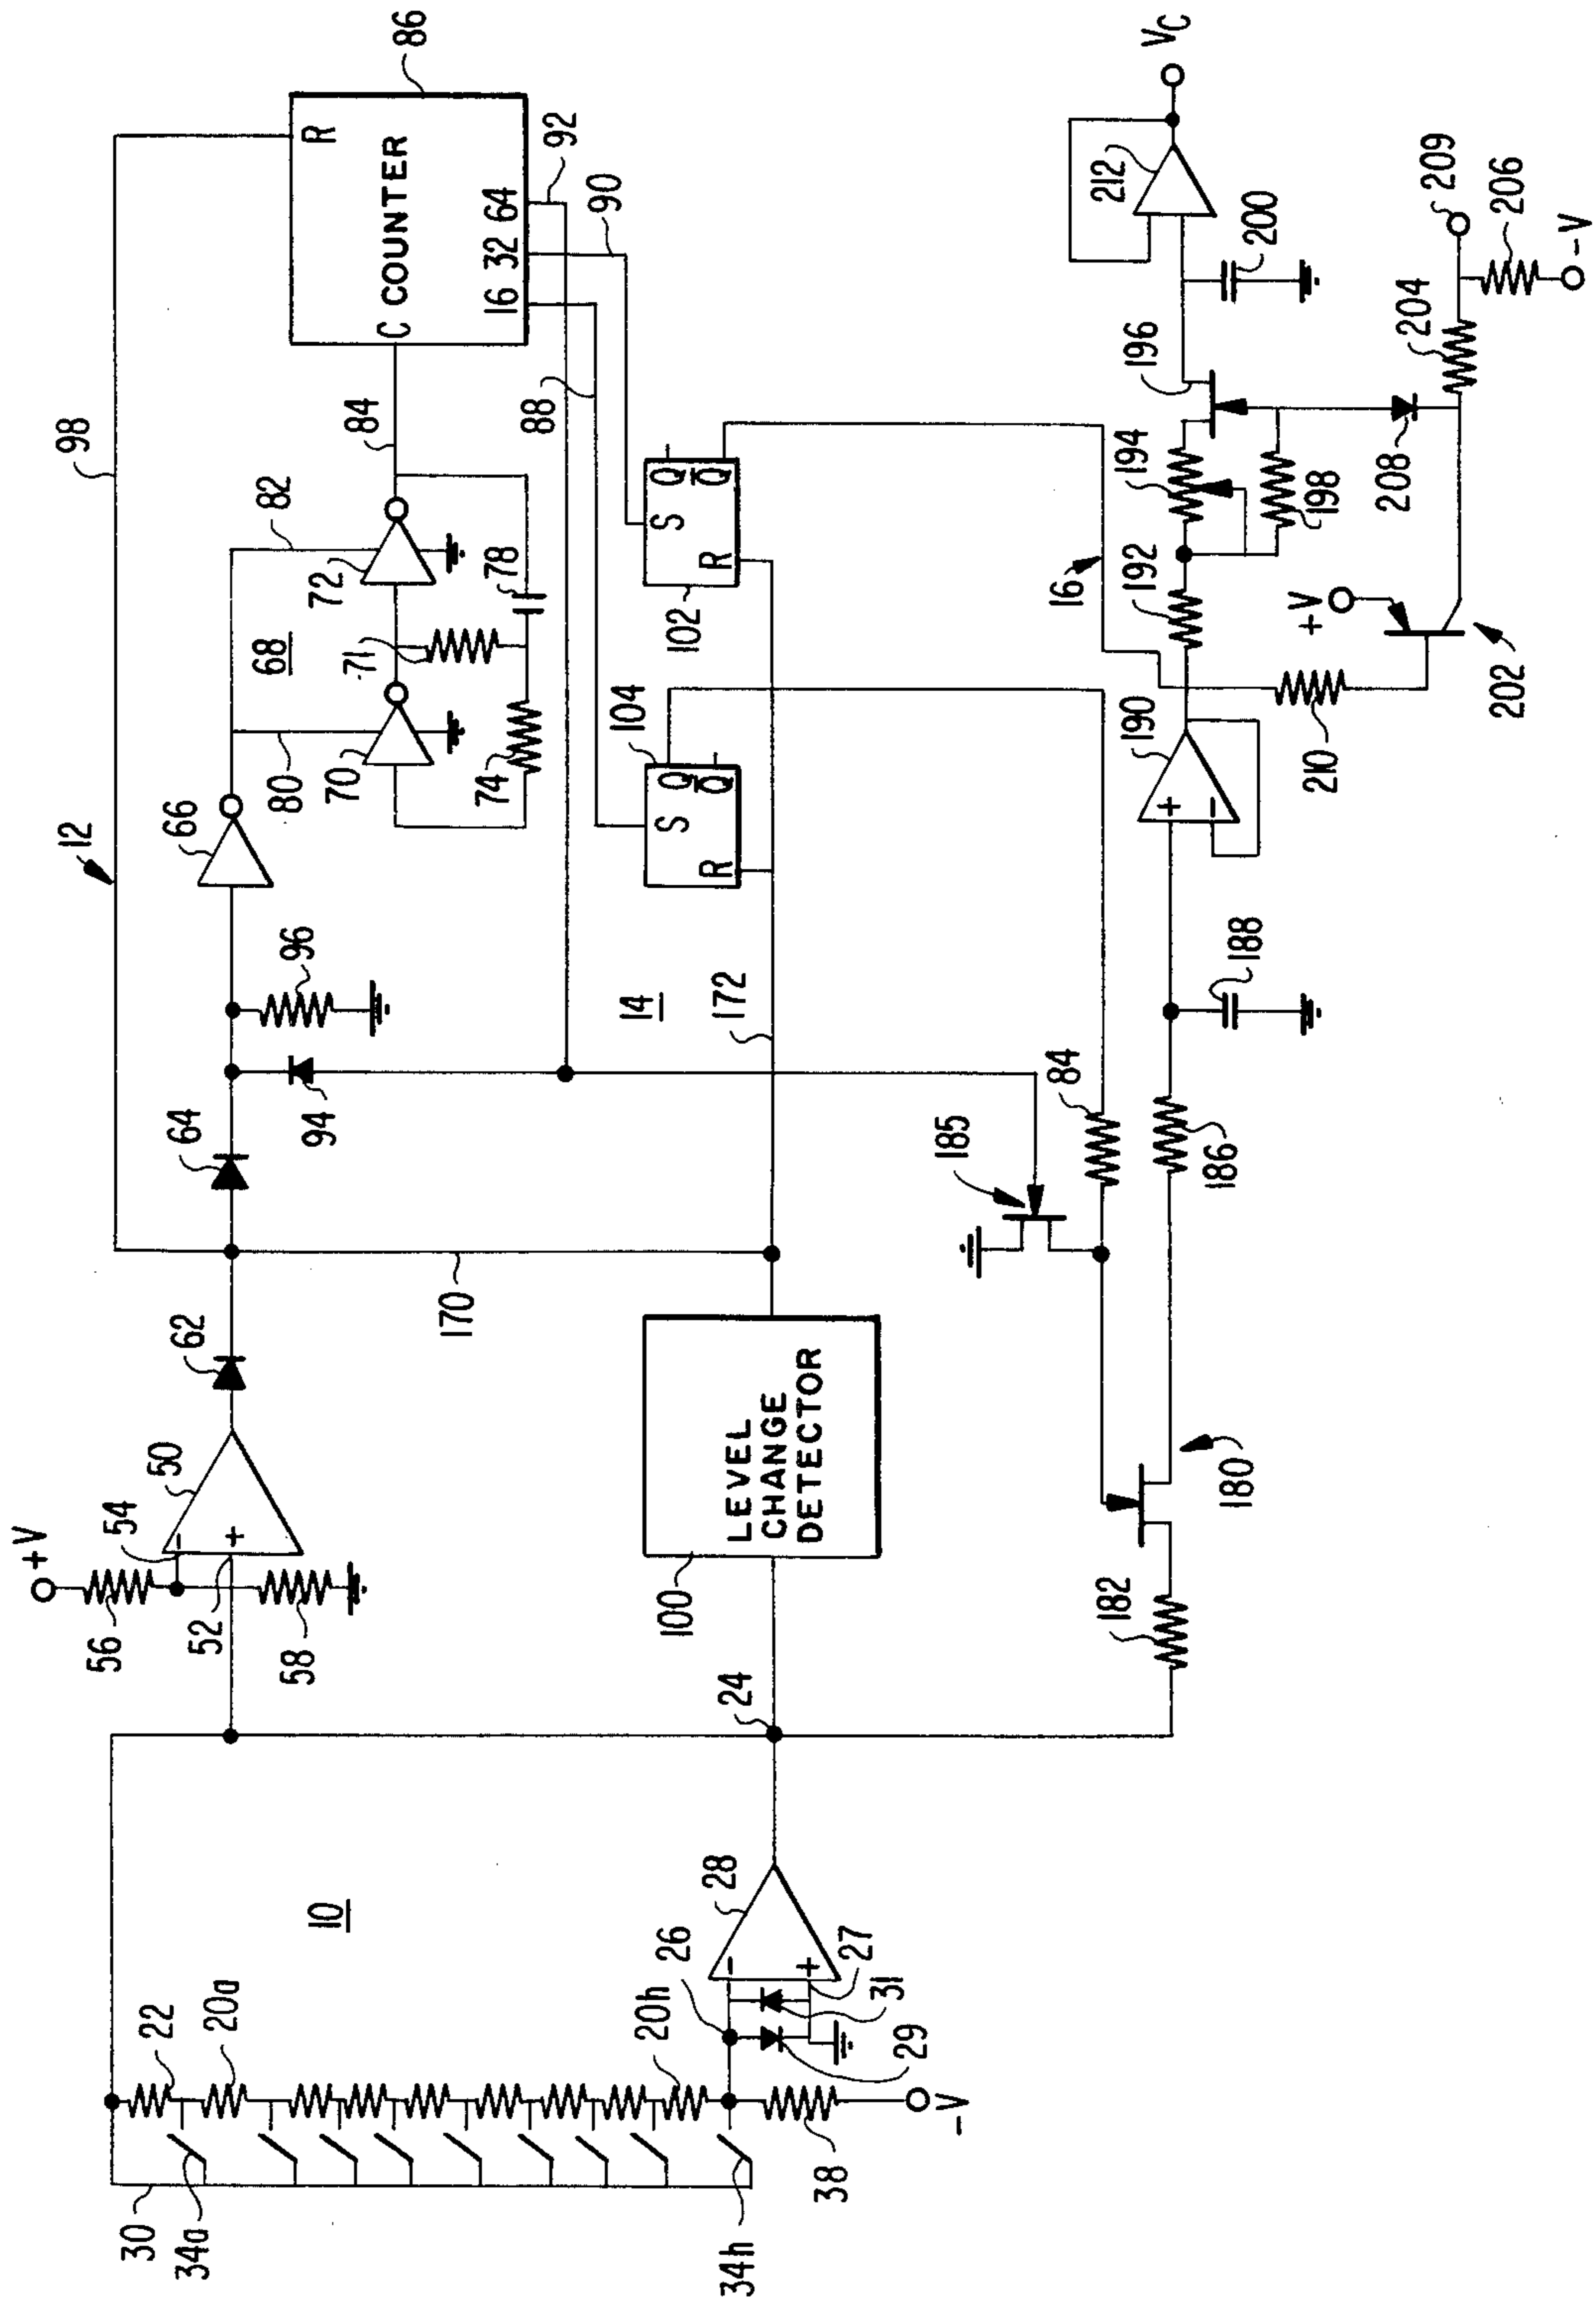 12
98
86
R
C COUNTER
16 32 64
92
90
88
84
82
72
68
71
78
80
70
74
66
96
94
64
62
170
+V
54
50
-
+
56
52
58
10
22
20a
30
34a
34h
38
20h
-V
26
28
-
+
27
31
29
24
100
LEVEL
CHANGE
DETECTOR
14
172
104
S
R
Q
Q̅
102
S
R
Q
Q̅
16
185
84
182
180
186
188
190
+
-
192
194
196
198
200
212
VC
+V
210
202
208
204
209
206
-V